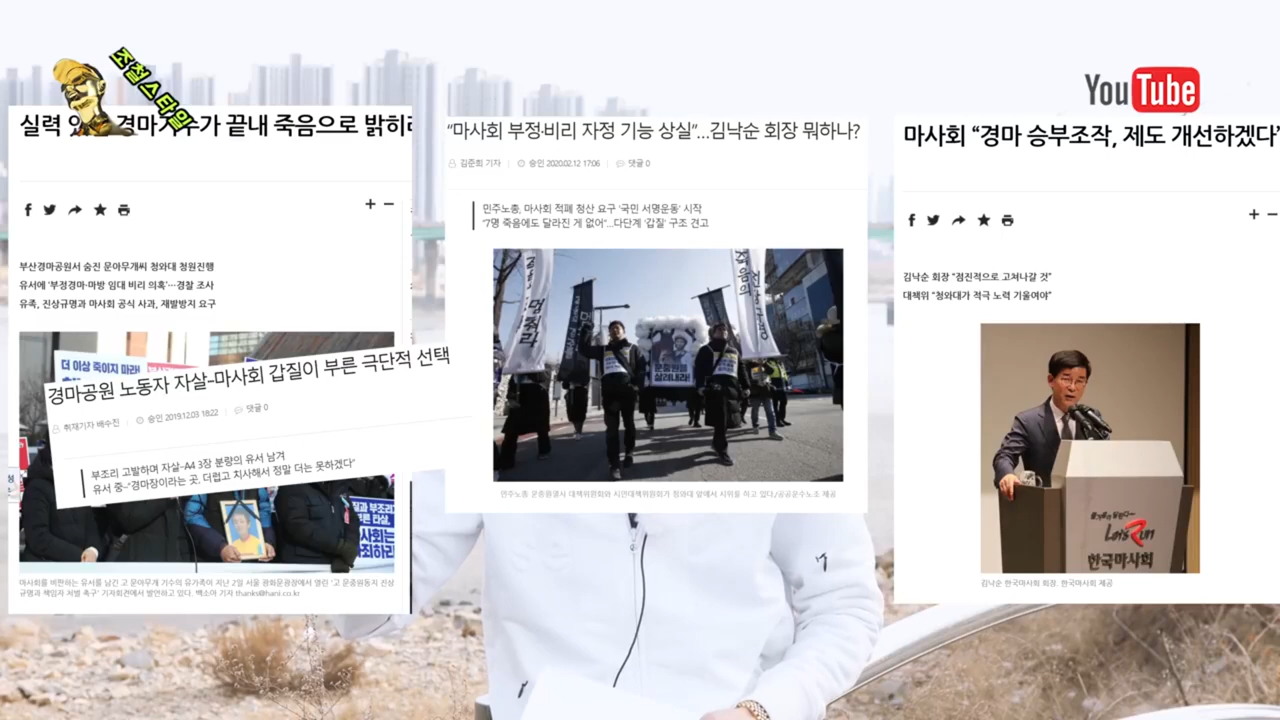 조철스타일
YouTube
실력 경마 가 끝내 죽음으로 밝히려
부산경마공원서 숨진 문아무개씨 청와대 청원진행
유서에 '부정경마·마방 임대 비리 의혹'…경찰 조사
유족, 진상규명과 마사회 공식 사과, 재발방지 요구
더 이상 죽이지 마라!
경마공원 노동자 자살-마사회 갑질이 부른 극단적 선택
취재기자 배수진 승인 2019.12.03 18:22 댓글 0
부조리 고발하며 자살-A4 3장 분량의 유서 남겨
유서 중-"경마장이라는 곳, 더럽고 치사해서 정말 더는 못하겠다"
마사회를 비판하는 유서를 남긴 고 문아무개 기수의 유가족이 지난 2일 서울 광화문광장에서 열린 '고 문중원동지 진상
규명과 책임자 처벌 촉구' 기자회견에서 발언하고 있다. 백소아 기자 thanks@hani.co.kr
"마사회 부정·비리 자정 기능 상실"…김낙순 회장 뭐하나?
김준희 기자 승인 2020.02.12 17:06 댓글 0
민주노총, 마사회 적폐 청산 요구 '국민 서명운동' 시작
"7명 죽음에도 달라진 게 없어"…다단계 '갑질' 구조 견고
멈춰라
문중원을
살려내라!
민주노총 문중원열사 대책위원회와 시민대책위원회가 청와대 앞에서 시위를 하고 있다./공공운수노조 제공
마사회 "경마 승부조작, 제도 개선하겠다"
김낙순 회장 "점진적으로 고쳐나갈 것"
대책위 "청와대가 적극 노력 기울여야"
Let's Run
한국마사회
김낙순 한국마사회 회장. 한국마사회 제공